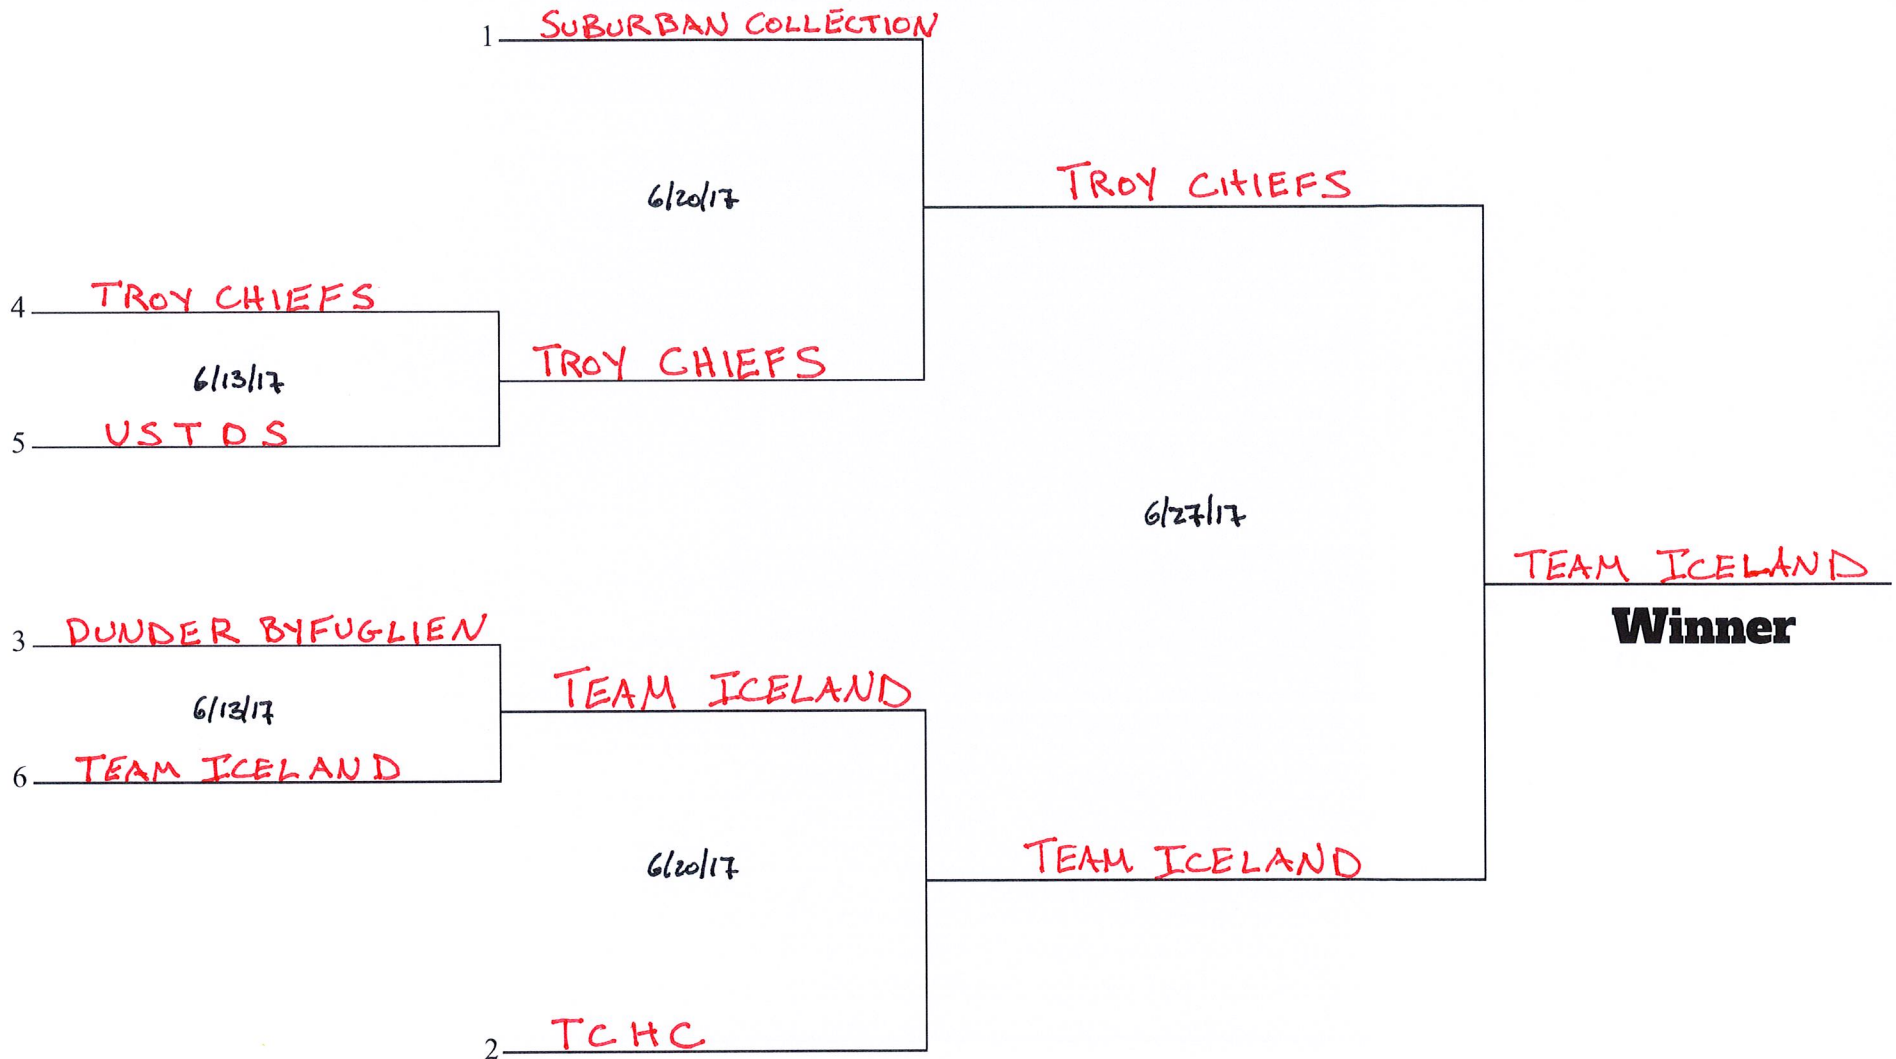 1 SUBURBAN COLLECTION
6/20/17
TROY CHIEFS
4 TROY CHIEFS
6/13/17
TROY CHIEFS
5 USTDS
6/27/17
TEAM ICELAND
Winner
3 DUNDER BYFUGLIEN
6/13/17
TEAM ICELAND
6 TEAM ICELAND
6/20/17
TEAM ICELAND
2 TCHC